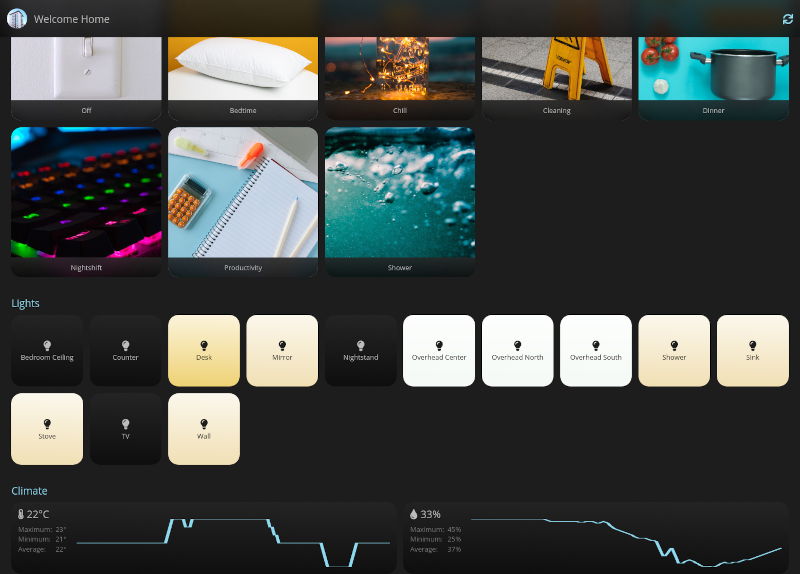 Welcome Home
Off
Bedtime
Chill
Cleaning
Dinner
Nightshift
Productivity
Shower
Lights
Bedroom Ceiling
Counter
Desk
Mirror
Nightstand
Overhead Center
Overhead North
Overhead South
Shower
Sink
Stove
TV
Wall
Climate
22°C
Maximum: 23°
Minimum: 21°
Average: 22°
33%
Maximum: 45%
Minimum: 25%
Average: 37%